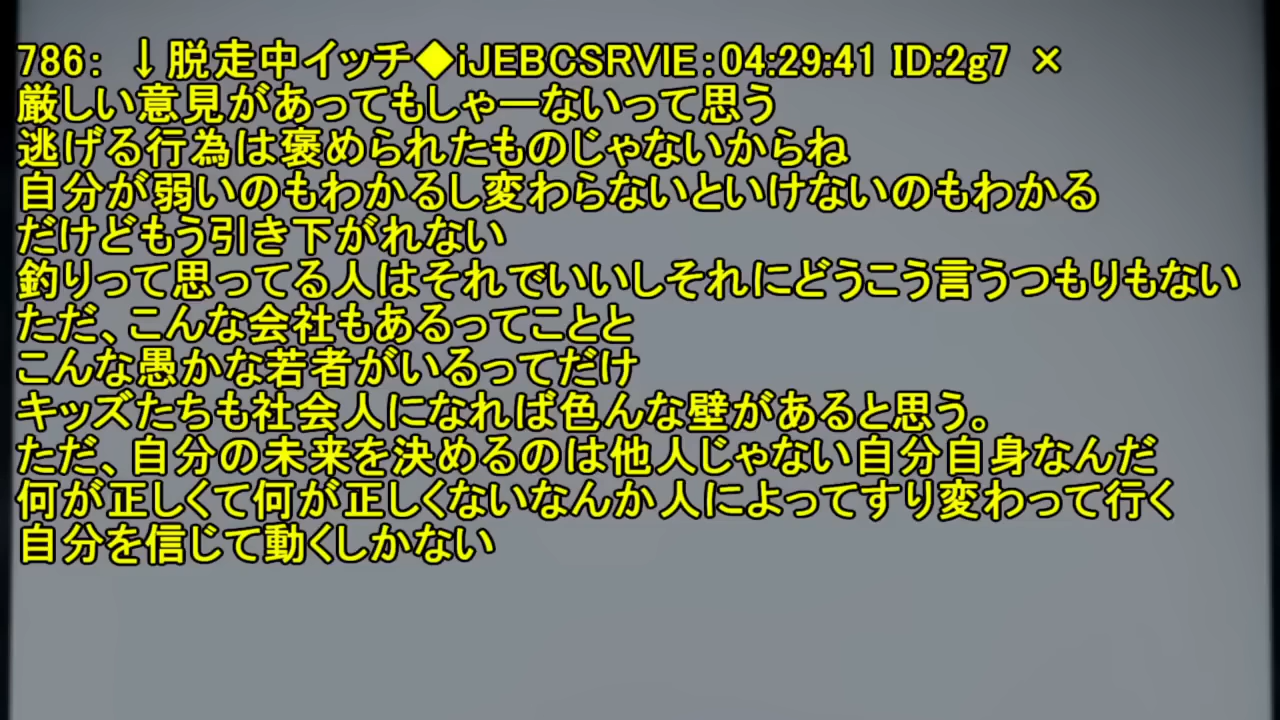 786： ↓脱走中イッチ◆iJEBCSRVIE：04:29:41 ID:2g7 ×
厳しい意見があってもしゃーないって思う
逃げる行為は褒められたものじゃないからね
自分が弱いのもわかるし変わらないといけないのもわかる
だけどもう引き下がれない
釣りって思ってる人はそれでいいしそれにどうこう言うつもりもない
ただ、こんな会社もあるってことと
こんな愚かな若者がいるってだけ
キッズたちも社会人になれば色んな壁があると思う。
ただ、自分の未来を決めるのは他人じゃない自分自身なんだ
何が正しくて何が正しくないなんか人によってすり変わって行く
自分を信じて動くしかない